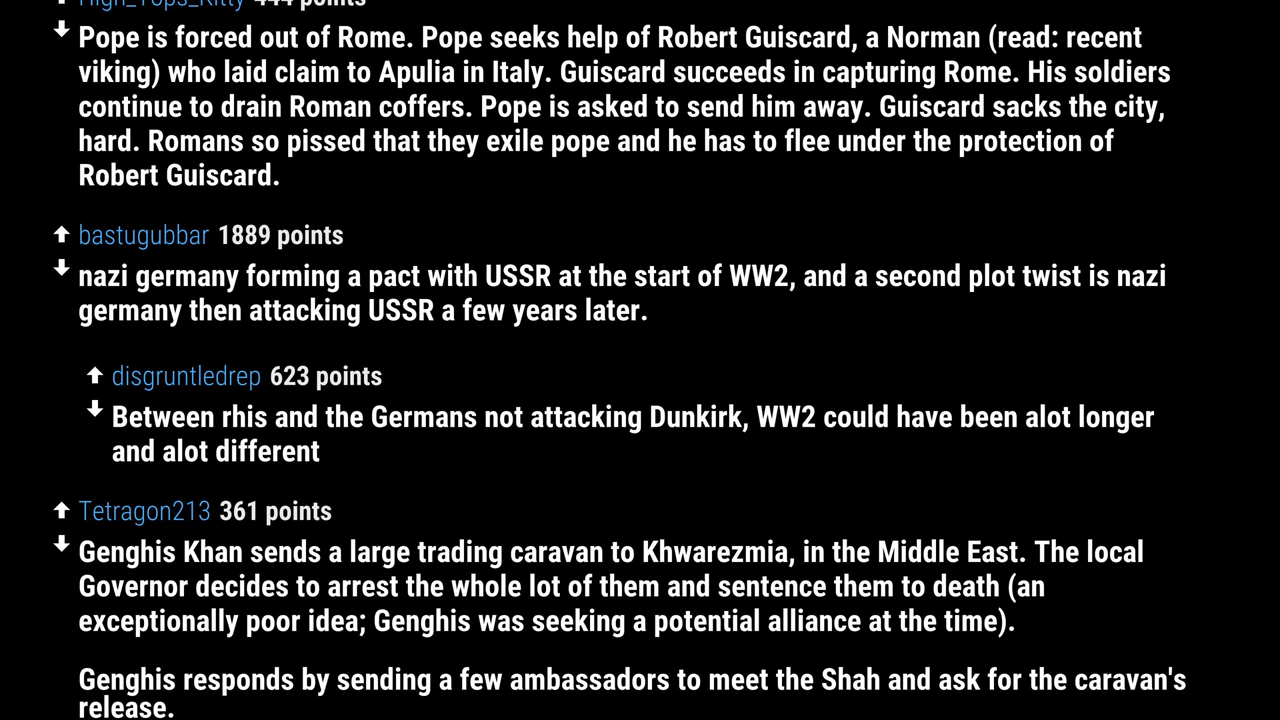 High_Tops_Kitty 444 points
Pope is forced out of Rome. Pope seeks help of Robert Guiscard, a Norman (read: recent
viking) who laid claim to Apulia in Italy. Guiscard succeeds in capturing Rome. His soldiers
continue to drain Roman coffers. Pope is asked to send him away. Guiscard sacks the city,
hard. Romans so pissed that they exile pope and he has to flee under the protection of
Robert Guiscard.
bastugubbar 1889 points
nazi germany forming a pact with USSR at the start of WW2, and a second plot twist is nazi
germany then attacking USSR a few years later.
disgruntledrep 623 points
Between rhis and the Germans not attacking Dunkirk, WW2 could have been alot longer
and alot different
Tetragon213 361 points
Genghis Khan sends a large trading caravan to Khwarezmia, in the Middle East. The local
Governor decides to arrest the whole lot of them and sentence them to death (an
exceptionally poor idea; Genghis was seeking a potential alliance at the time).
Genghis responds by sending a few ambassadors to meet the Shah and ask for the caravan's
release.